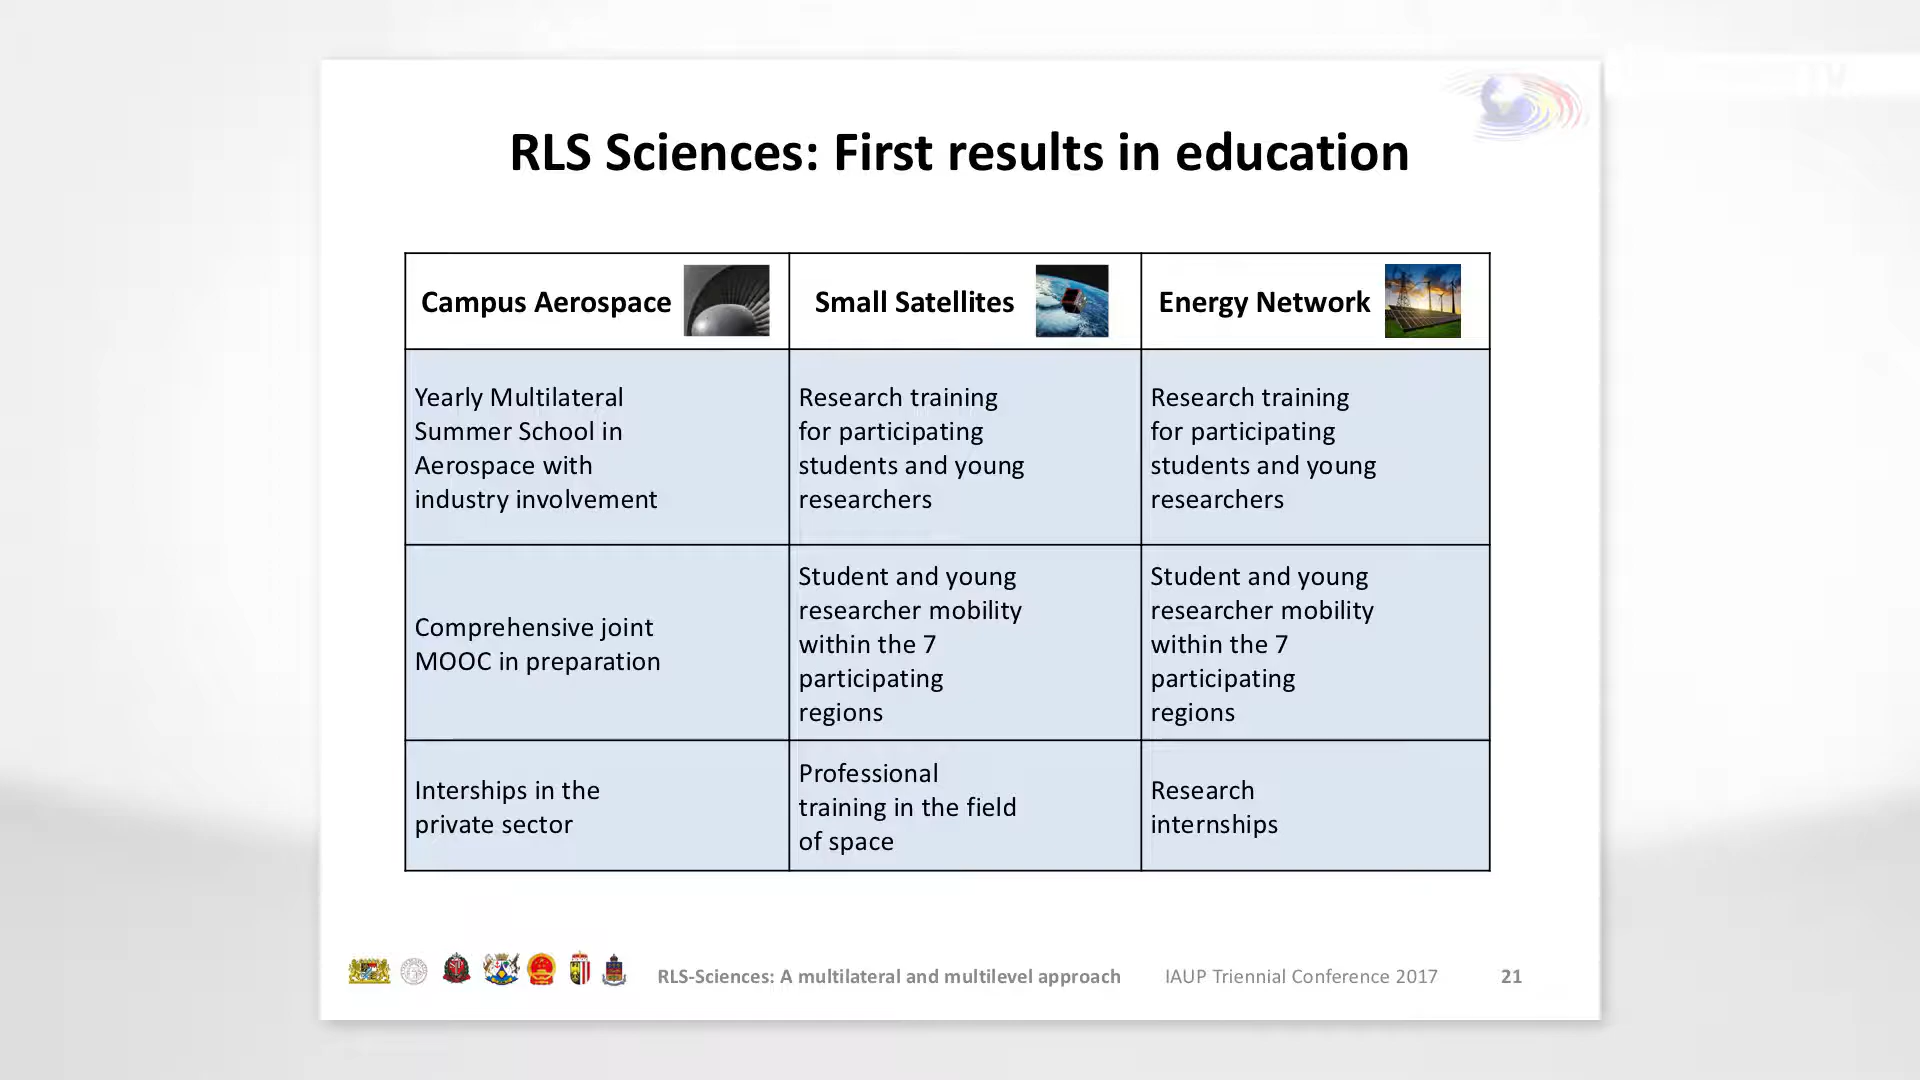 RLS Sciences: First results in education
Campus Aerospace
Small Satellites
Energy Network
Yearly Multilateral
Summer School in
Aerospace with
industry involvement
Research training
for participating
students and young
researchers
Research training
for participating
students and young
researchers
Comprehensive joint
MOOC in preparation
Student and young
researcher mobility
within the 7
participating
regions
Student and young
researcher mobility
within the 7
participating
regions
Interships in the
private sector
Professional
training in the field
of space
Research
internships
RLS-Sciences: A multilateral and multilevel approach
IAUP Triennial Conference 2017
21